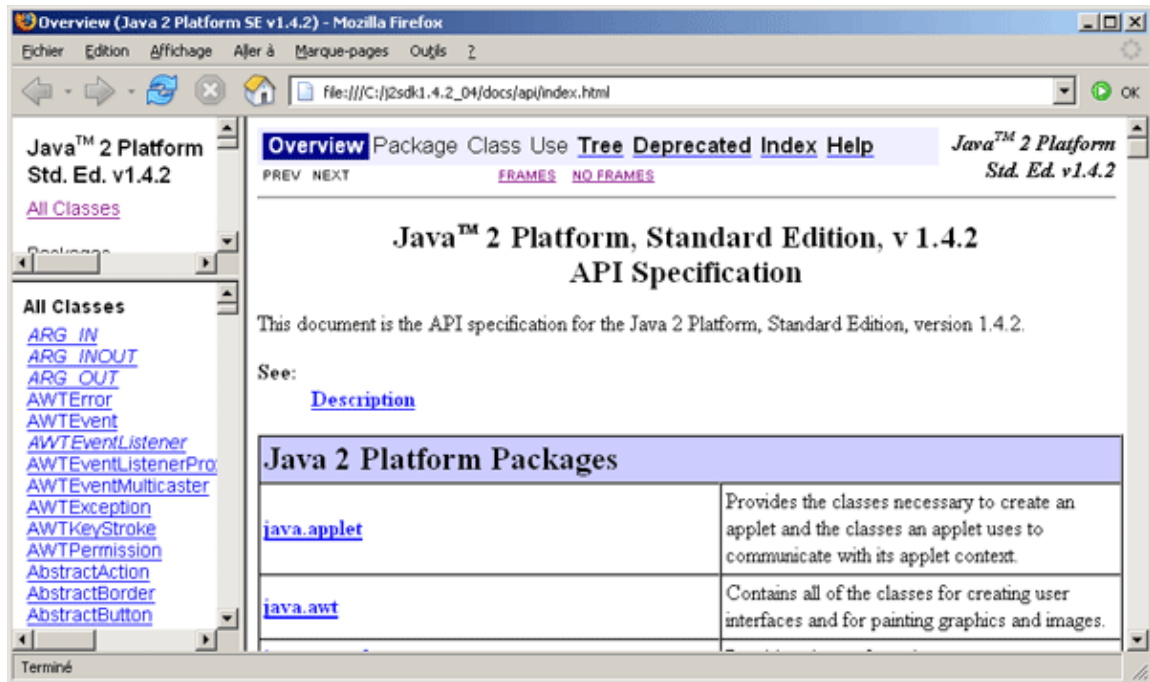 Overview (Java 2 Platform SE v1.4.2) - Mozilla Firefox
Fichier Edition Affichage Aller à Marque-pages Outils ?
file:///C:/j2sdk1.4.2_04/docs/api/index.html OK
Java™ 2 Platform
Std. Ed. v1.4.2
All Classes
Packages
All Classes
ARG_IN
ARG_INOUT
ARG_OUT
AWTError
AWTEvent
AWTEventListener
AWTEventListenerPro
AWTEventMulticaster
AWTException
AWTKeyStroke
AWTPermission
AbstractAction
AbstractBorder
AbstractButton
Overview Package Class Use Tree Deprecated Index Help
PREV NEXT FRAMES NO FRAMES
Java™ 2 Platform
Std. Ed. v1.4.2
Java™ 2 Platform, Standard Edition, v 1.4.2
API Specification
This document is the API specification for the Java 2 Platform, Standard Edition, version 1.4.2.
See:
Description
Java 2 Platform Packages
java.applet
Provides the classes necessary to create an
applet and the classes an applet uses to
communicate with its applet context.
java.awt
Contains all of the classes for creating user
interfaces and for painting graphics and images.
Terminé